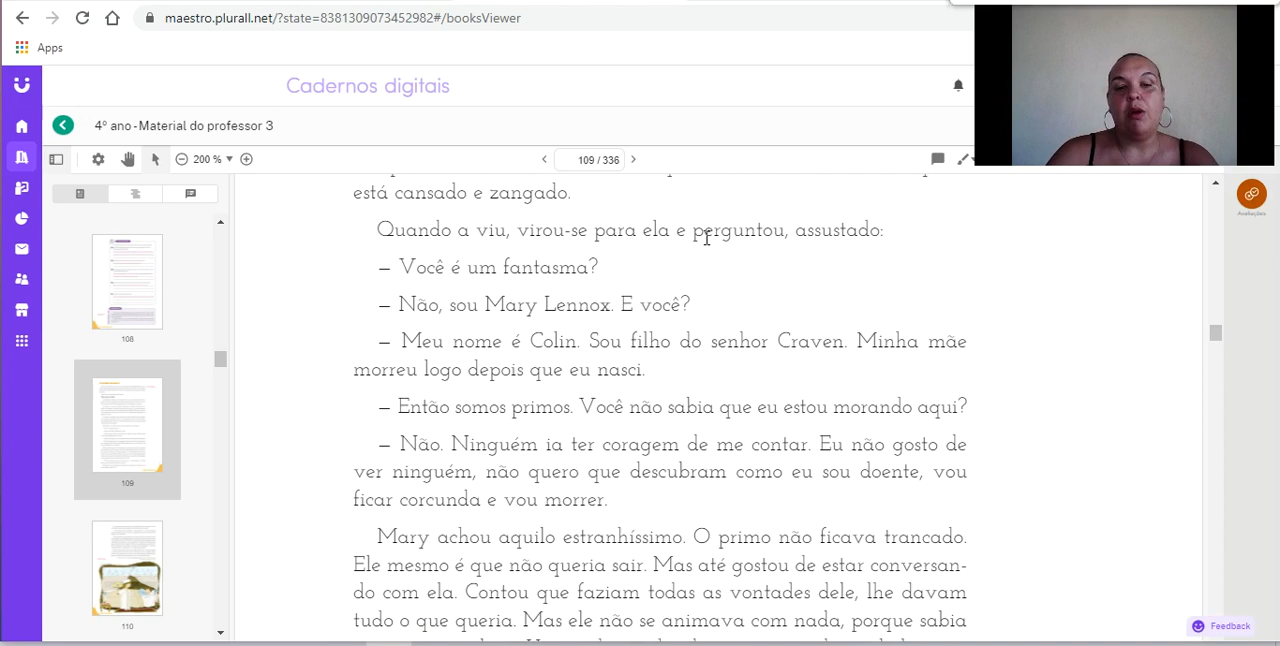 maestro.plurall.net/?state=8381309073452982#/booksViewer
Apps
Cadernos digitais
4º ano - Material do professor 3
200 %
109 / 336
Avaliações
108
109
110
está cansado e zangado.
Quando a viu, virou-se para ela e perguntou, assustado:
– Você é um fantasma?
– Não, sou Mary Lennox. E você?
– Meu nome é Colin. Sou filho do senhor Craven. Minha mãe
morreu logo depois que eu nasci.
– Então somos primos. Você não sabia que eu estou morando aqui?
– Não. Ninguém ia ter coragem de me contar. Eu não gosto de
ver ninguém, não quero que descubram como eu sou doente, vou
ficar corcunda e vou morrer.
Mary achou aquilo estranhíssimo. O primo não ficava trancado.
Ele mesmo é que não queria sair. Mas até gostou de estar conversan-
do com ela. Contou que faziam todas as vontades dele, lhe davam
tudo o que queria. Mas ele não se animava com nada, porque sabia
Feedback